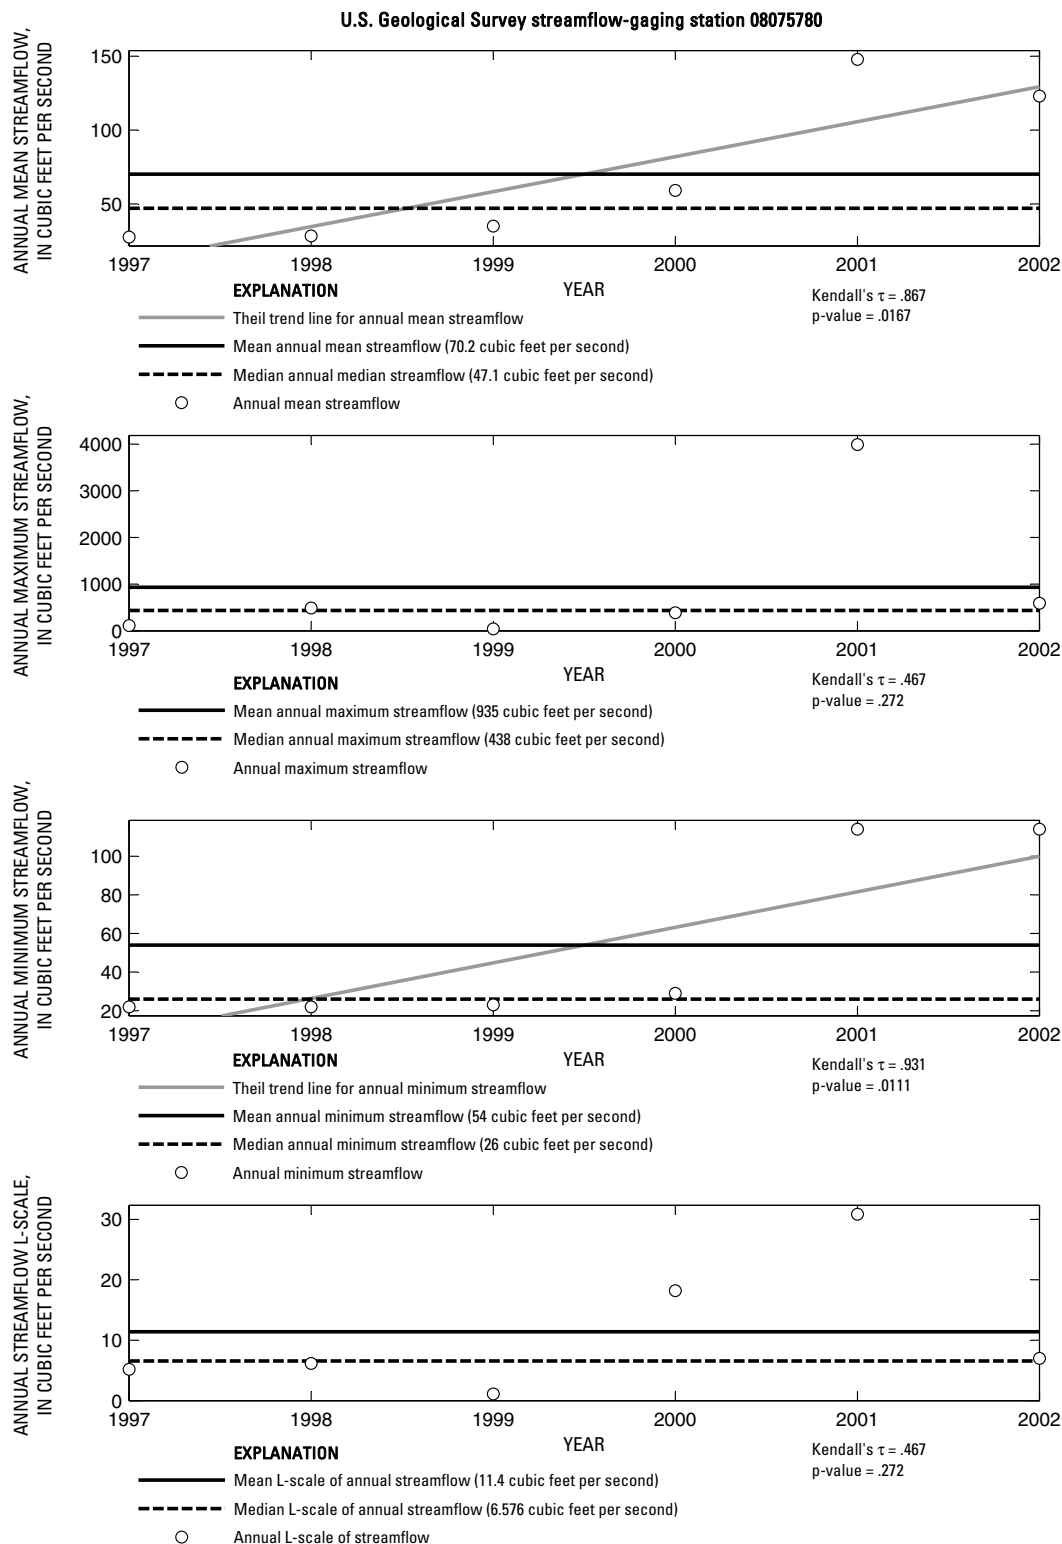 U.S. Geological Survey streamflow-gaging station 08075780
ANNUAL MEAN STREAMFLOW,
IN CUBIC FEET PER SECOND
150
100
50
1997 1998 1999 2000 2001 2002
YEAR
Kendall's τ = .867
p-value = .0167
EXPLANATION
Theil trend line for annual mean streamflow
Mean annual mean streamflow (70.2 cubic feet per second)
Median annual median streamflow (47.1 cubic feet per second)
Annual mean streamflow
ANNUAL MAXIMUM STREAMFLOW,
IN CUBIC FEET PER SECOND
4000
3000
2000
1000
0
1997 1998 1999 2000 2001 2002
YEAR
Kendall's τ = .467
p-value = .272
EXPLANATION
Mean annual maximum streamflow (935 cubic feet per second)
Median annual maximum streamflow (438 cubic feet per second)
Annual maximum streamflow
ANNUAL MINIMUM STREAMFLOW,
IN CUBIC FEET PER SECOND
100
80
60
40
20
1997 1998 1999 2000 2001 2002
YEAR
Kendall's τ = .931
p-value = .0111
EXPLANATION
Theil trend line for annual minimum streamflow
Mean annual minimum streamflow (54 cubic feet per second)
Median annual minimum streamflow (26 cubic feet per second)
Annual minimum streamflow
ANNUAL STREAMFLOW L-SCALE,
IN CUBIC FEET PER SECOND
30
20
10
0
1997 1998 1999 2000 2001 2002
YEAR
Kendall's τ = .467
p-value = .272
EXPLANATION
Mean L-scale of annual streamflow (11.4 cubic feet per second)
Median L-scale of annual streamflow (6.576 cubic feet per second)
Annual L-scale of streamflow